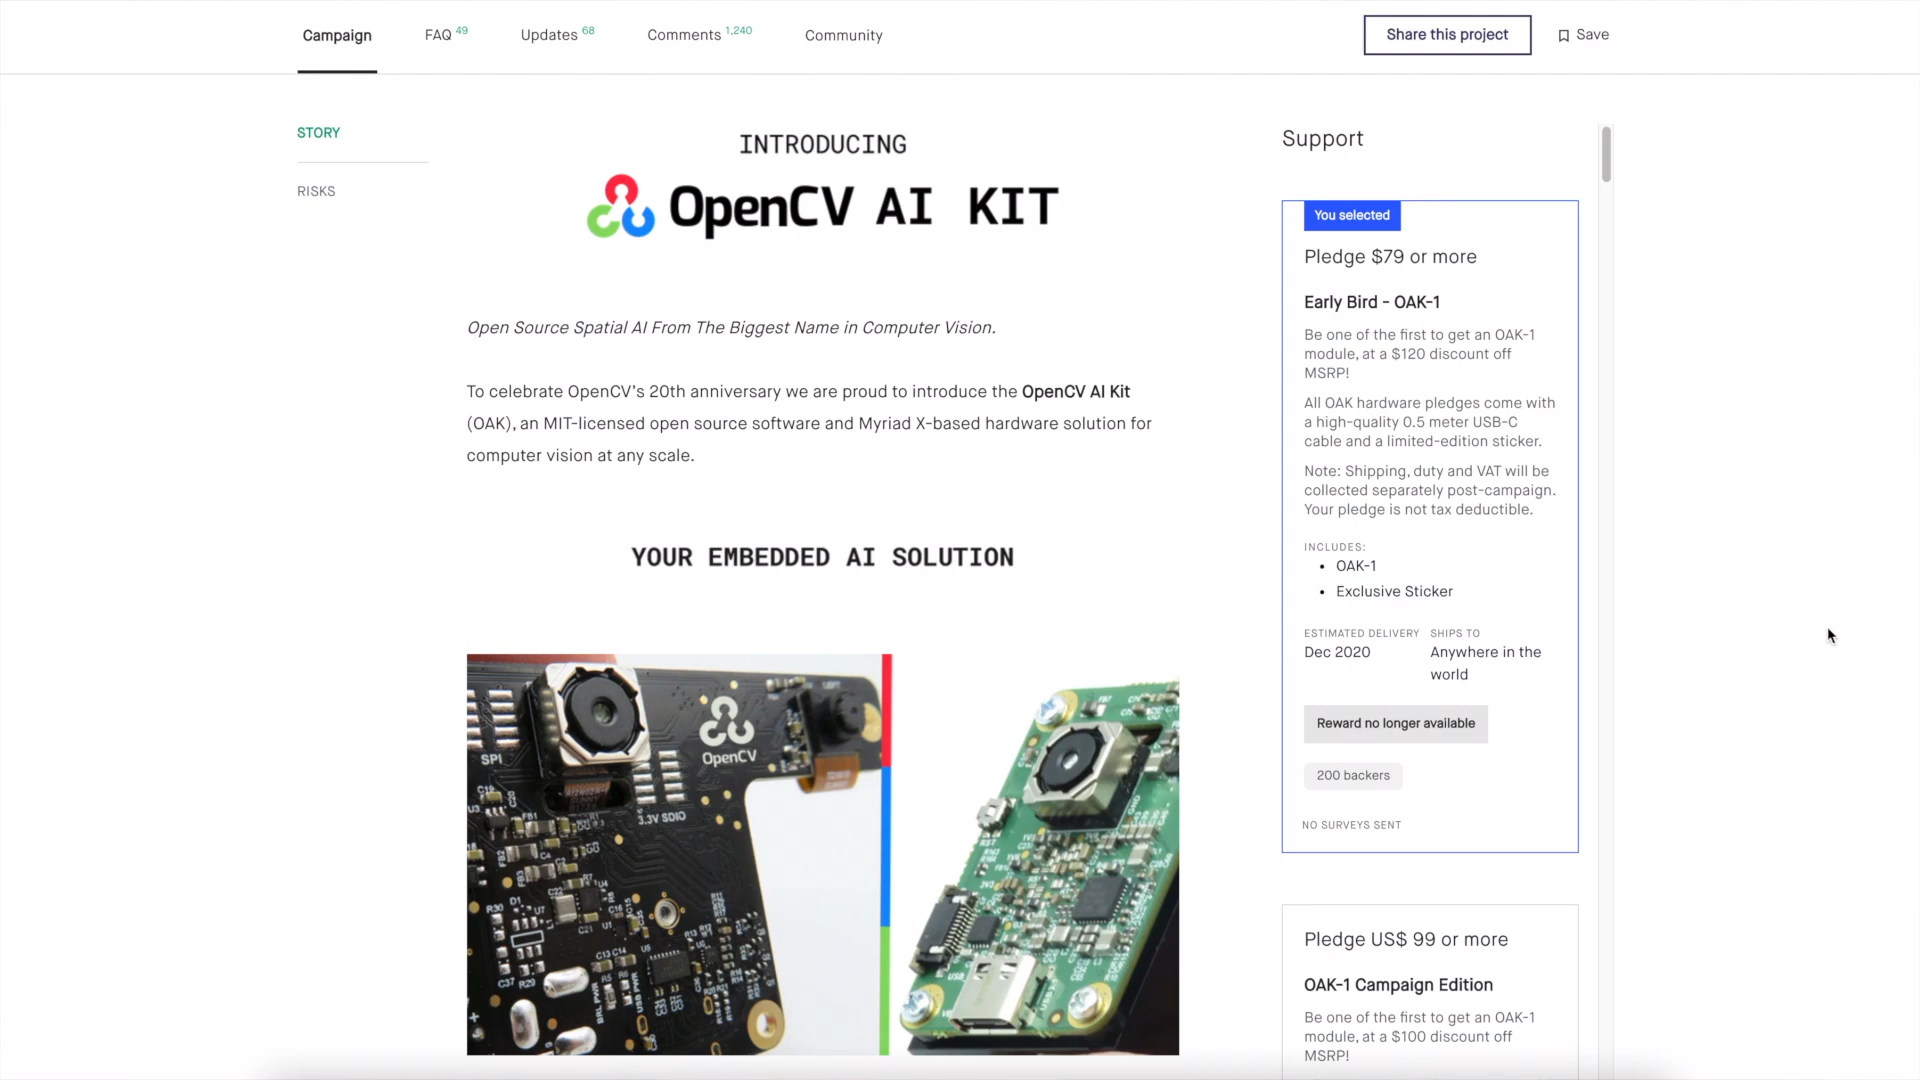 Campaign
FAQ 49
Updates 68
Comments 1,240
Community
Share this project
Save
STORY
RISKS
INTRODUCING
OpenCV AI KIT
Open Source Spatial AI From The Biggest Name in Computer Vision.
To celebrate OpenCV's 20th anniversary we are proud to introduce the OpenCV AI Kit
(OAK), an MIT-licensed open source software and Myriad X-based hardware solution for
computer vision at any scale.
YOUR EMBEDDED AI SOLUTION
SPI
OpenCV
3.3V SDIO
Support
You selected
Pledge $79 or more
Early Bird - OAK-1
Be one of the first to get an OAK-1
module, at a $120 discount off
MSRP!
All OAK hardware pledges come with
a high-quality 0.5 meter USB-C
cable and a limited-edition sticker.
Note: Shipping, duty and VAT will be
collected separately post-campaign.
Your pledge is not tax deductible.
INCLUDES:
• OAK-1
• Exclusive Sticker
ESTIMATED DELIVERY
Dec 2020
SHIPS TO
Anywhere in the
world
Reward no longer available
200 backers
NO SURVEYS SENT
Pledge US$ 99 or more
OAK-1 Campaign Edition
Be one of the first to get an OAK-1
module, at a $100 discount off
MSRP!